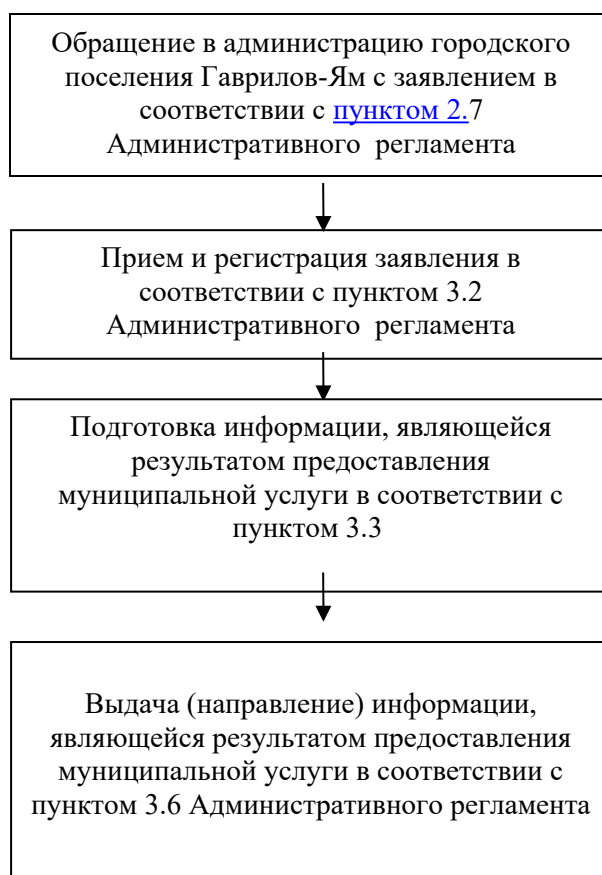 Обращение в администрацию городского
поселения Гаврилов-Ям с заявлением в
соответствии с пунктом 2.7
Административного регламента
Прием и регистрация заявления в
соответствии с пунктом 3.2
Административного регламента
Подготовка информации, являющейся
результатом предоставления
муниципальной услуги в соответствии с
пунктом 3.3
Выдача (направление) информации,
являющейся результатом предоставления
муниципальной услуги в соответствии с
пунктом 3.6 Административного регламента